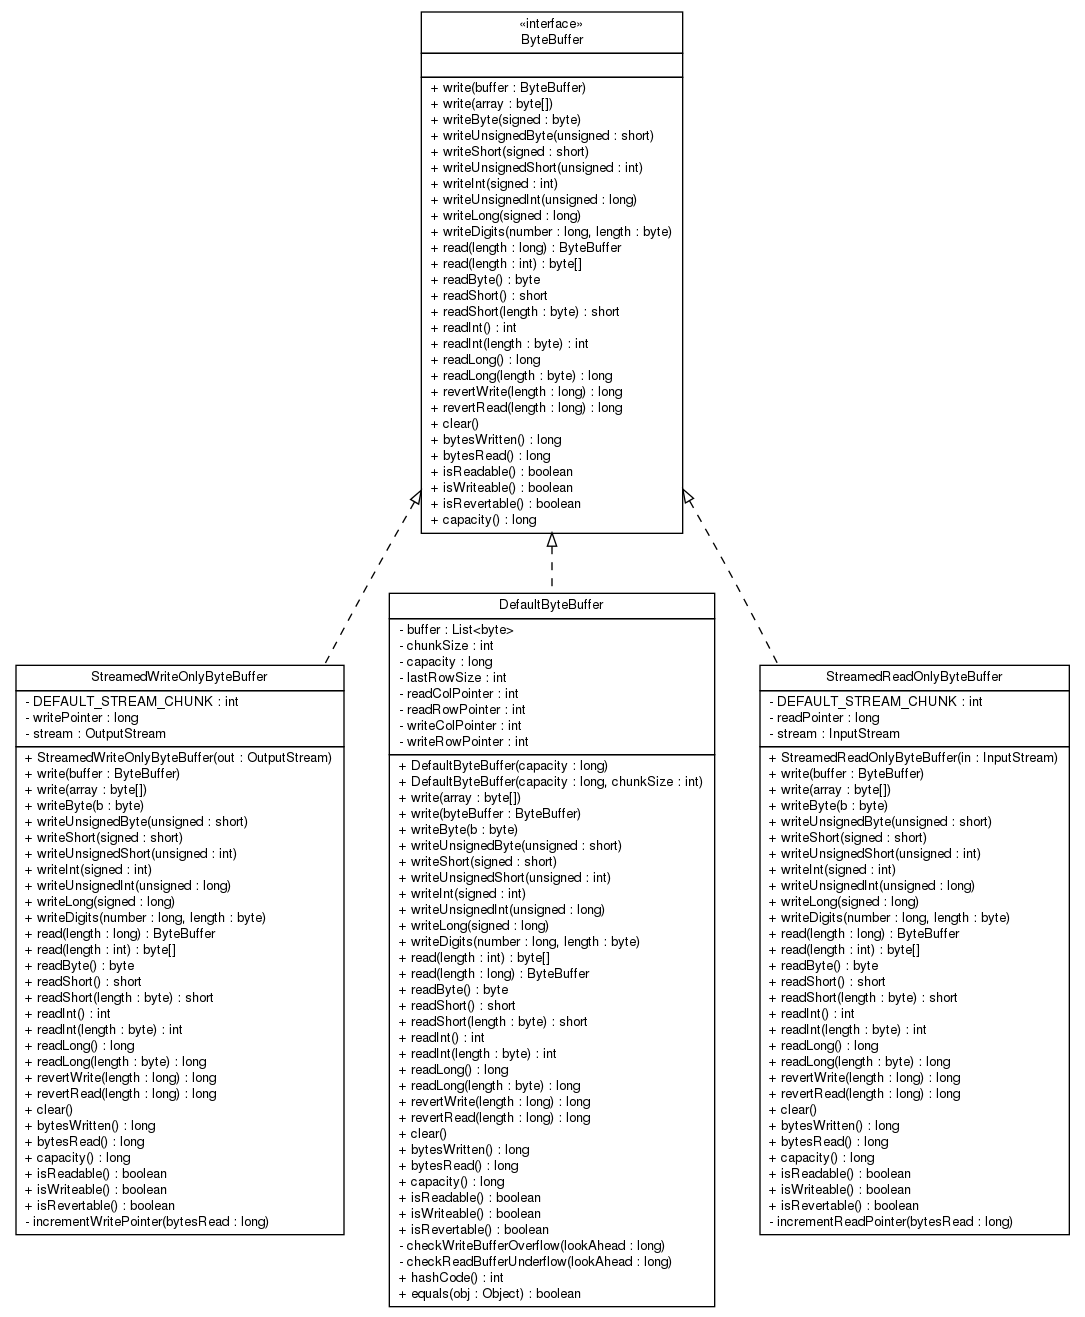 «interface»
ByteBuffer
+ write(buffer : ByteBuffer)
+ write(array : byte[])
+ writeByte(signed : byte)
+ writeUnsignedByte(unsigned : short)
+ writeShort(signed : short)
+ writeUnsignedShort(unsigned : int)
+ writeInt(signed : int)
+ writeUnsignedInt(unsigned : long)
+ writeLong(signed : long)
+ writeDigits(number : long, length : byte)
+ read(length : long) : ByteBuffer
+ read(length : int) : byte[]
+ readByte() : byte
+ readShort() : short
+ readShort(length : byte) : short
+ readInt() : int
+ readInt(length : byte) : int
+ readLong() : long
+ readLong(length : byte) : long
+ revertWrite(length : long) : long
+ revertRead(length : long) : long
+ clear()
+ bytesWritten() : long
+ bytesRead() : long
+ isReadable() : boolean
+ isWriteable() : boolean
+ isRevertable() : boolean
+ capacity() : long
StreamedWriteOnlyByteBuffer
- DEFAULT_STREAM_CHUNK : int
- writePointer : long
- stream : OutputStream
+ StreamedWriteOnlyByteBuffer(out : OutputStream)
+ write(buffer : ByteBuffer)
+ write(array : byte[])
+ writeByte(b : byte)
+ writeUnsignedByte(unsigned : short)
+ writeShort(signed : short)
+ writeUnsignedShort(unsigned : int)
+ writeInt(signed : int)
+ writeUnsignedInt(unsigned : long)
+ writeLong(signed : long)
+ writeDigits(number : long, length : byte)
+ read(length : long) : ByteBuffer
+ read(length : int) : byte[]
+ readByte() : byte
+ readShort() : short
+ readShort(length : byte) : short
+ readInt() : int
+ readInt(length : byte) : int
+ readLong() : long
+ readLong(length : byte) : long
+ revertWrite(length : long) : long
+ revertRead(length : long) : long
+ clear()
+ bytesWritten() : long
+ bytesRead() : long
+ capacity() : long
+ isReadable() : boolean
+ isWriteable() : boolean
+ isRevertable() : boolean
- incrementWritePointer(bytesRead : long)
DefaultByteBuffer
- buffer : List<byte>
- chunkSize : int
- capacity : long
- lastRowSize : int
- readColPointer : int
- readRowPointer : int
- writeColPointer : int
- writeRowPointer : int
+ DefaultByteBuffer(capacity : long)
+ DefaultByteBuffer(capacity : long, chunkSize : int)
+ write(array : byte[])
+ write(byteBuffer : ByteBuffer)
+ writeByte(b : byte)
+ writeUnsignedByte(unsigned : short)
+ writeShort(signed : short)
+ writeUnsignedShort(unsigned : int)
+ writeInt(signed : int)
+ writeUnsignedInt(unsigned : long)
+ writeLong(signed : long)
+ writeDigits(number : long, length : byte)
+ read(length : int) : byte[]
+ read(length : long) : ByteBuffer
+ readByte() : byte
+ readShort() : short
+ readShort(length : byte) : short
+ readInt() : int
+ readInt(length : byte) : int
+ readLong() : long
+ readLong(length : byte) : long
+ revertWrite(length : long) : long
+ revertRead(length : long) : long
+ clear()
+ bytesWritten() : long
+ bytesRead() : long
+ capacity() : long
+ isReadable() : boolean
+ isWriteable() : boolean
+ isRevertable() : boolean
- checkWriteBufferOverflow(lookAhead : long)
- checkReadBufferUnderflow(lookAhead : long)
+ hashCode() : int
+ equals(obj : Object) : boolean
StreamedReadOnlyByteBuffer
- DEFAULT_STREAM_CHUNK : int
- readPointer : long
- stream : InputStream
+ StreamedReadOnlyByteBuffer(in : InputStream)
+ write(buffer : ByteBuffer)
+ write(array : byte[])
+ writeByte(b : byte)
+ writeUnsignedByte(unsigned : short)
+ writeShort(signed : short)
+ writeUnsignedShort(unsigned : int)
+ writeInt(signed : int)
+ writeUnsignedInt(unsigned : long)
+ writeLong(signed : long)
+ writeDigits(number : long, length : byte)
+ read(length : long) : ByteBuffer
+ read(length : int) : byte[]
+ readByte() : byte
+ readShort() : short
+ readShort(length : byte) : short
+ readInt() : int
+ readInt(length : byte) : int
+ readLong() : long
+ readLong(length : byte) : long
+ revertWrite(length : long) : long
+ revertRead(length : long) : long
+ clear()
+ bytesWritten() : long
+ bytesRead() : long
+ capacity() : long
+ isReadable() : boolean
+ isWriteable() : boolean
+ isRevertable() : boolean
- incrementReadPointer(bytesRead : long)